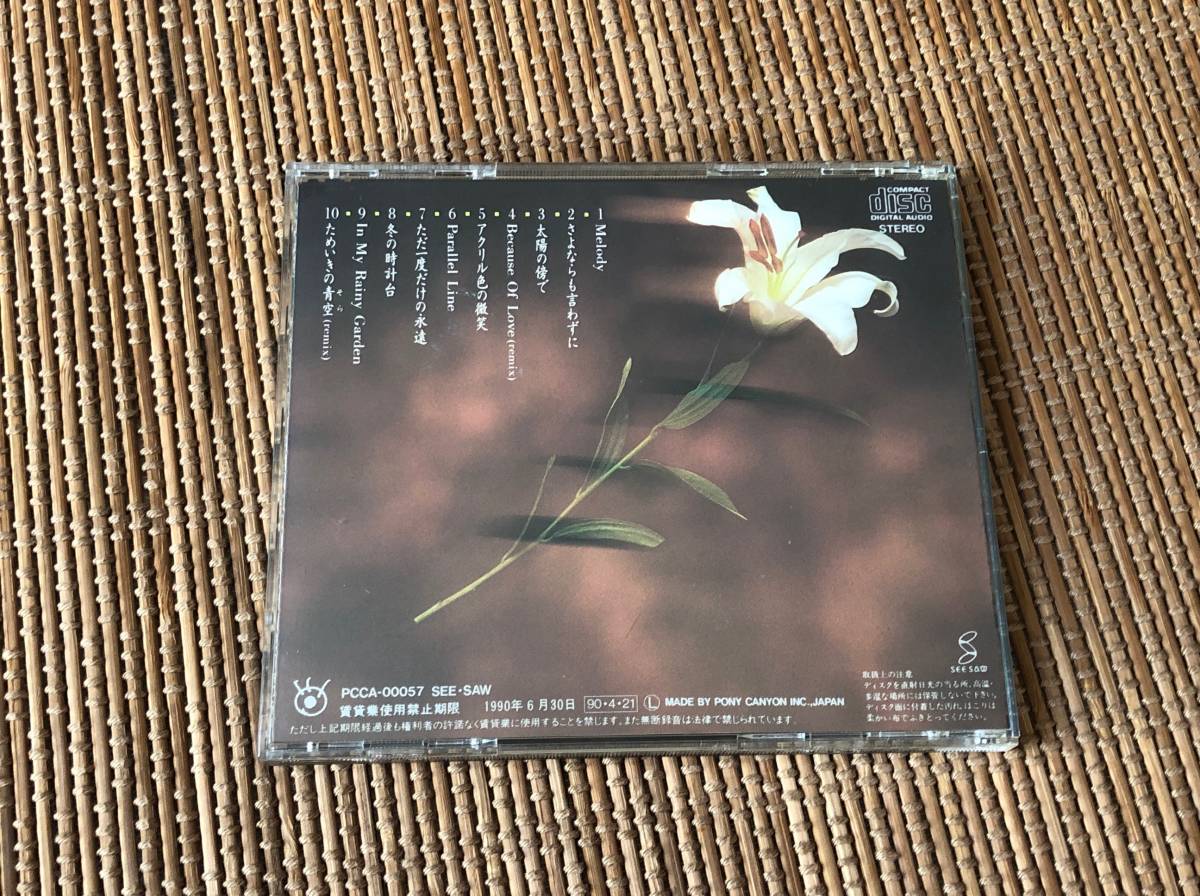 1 Melody
2 さよならも言わずに
3 太陽の傍で
4 Because Of Love (remix)
5 アクリル色の微笑
6 Parallel Line
7 ただ一度だけの永遠
8 冬の時計台
9 In My Rainy Garden
10 ためいきの青空(remix)
そら
COMPACT
disc
DIGITAL AUDIO
STEREO
SEE SAW
取扱上の注意
ディスクを直射日光の当る所、高温・
多湿な場所には保管しないで下さい。
ディスク面に付着した汚れ、ほこりは
柔かい布でふきとってください。
PCCA-00057 SEE・SAW
賃貸業使用禁止期限 1990年6月30日 90・4・21 L MADE BY PONY CANYON INC., JAPAN
ただし上記期限経過後も権利者の許諾なく賃貸業に使用することを禁じます。また無断録音は法律で禁じられています。